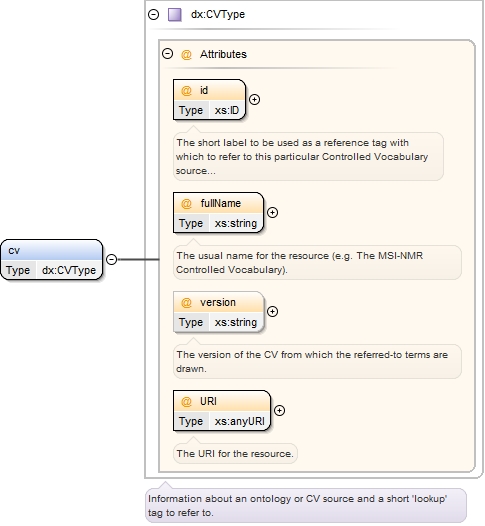 dx:CVType
@ Attributes
@ id
Type xs:ID
The short label to be used as a reference tag with
which to refer to this particular Controlled Vocabulary
source...
@ fullName
Type xs:string
The usual name for the resource (e.g. The MSI-NMR
Controlled Vocabulary).
cv
Type dx:CVType
@ version
Type xs:string
The version of the CV from which the referred-to terms are
drawn.
@ URI
Type xs:anyURI
The URI for the resource.
Information about an ontology or CV source and a short 'lookup'
tag to refer to.